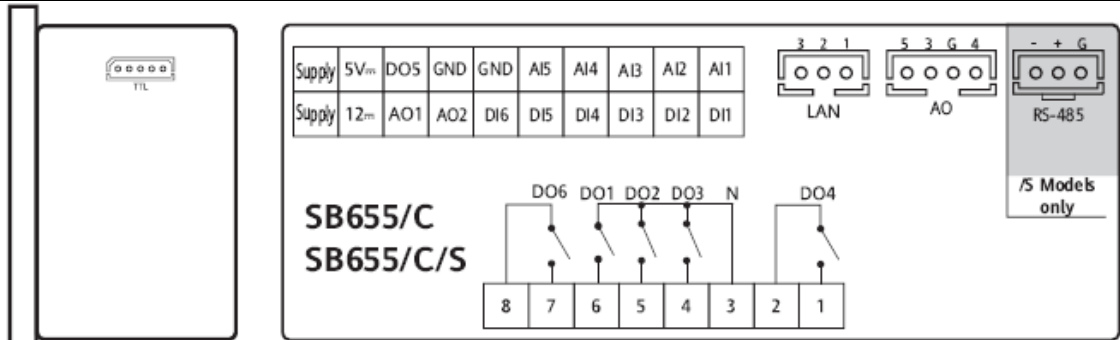 TTL
Supply 5V⎓ DO5 GND GND AI5 AI4 AI3 AI2 AI1
Supply 12⎓ AO1 AO2 DI6 DI5 DI4 DI3 DI2 DI1
3 2 1
LAN
5 3 G 4
AO
- + G
RS-485
/S Models
only
SB655/C
SB655/C/S
DO6 DO1 DO2 DO3 N DO4
8 7 6 5 4 3 2 1